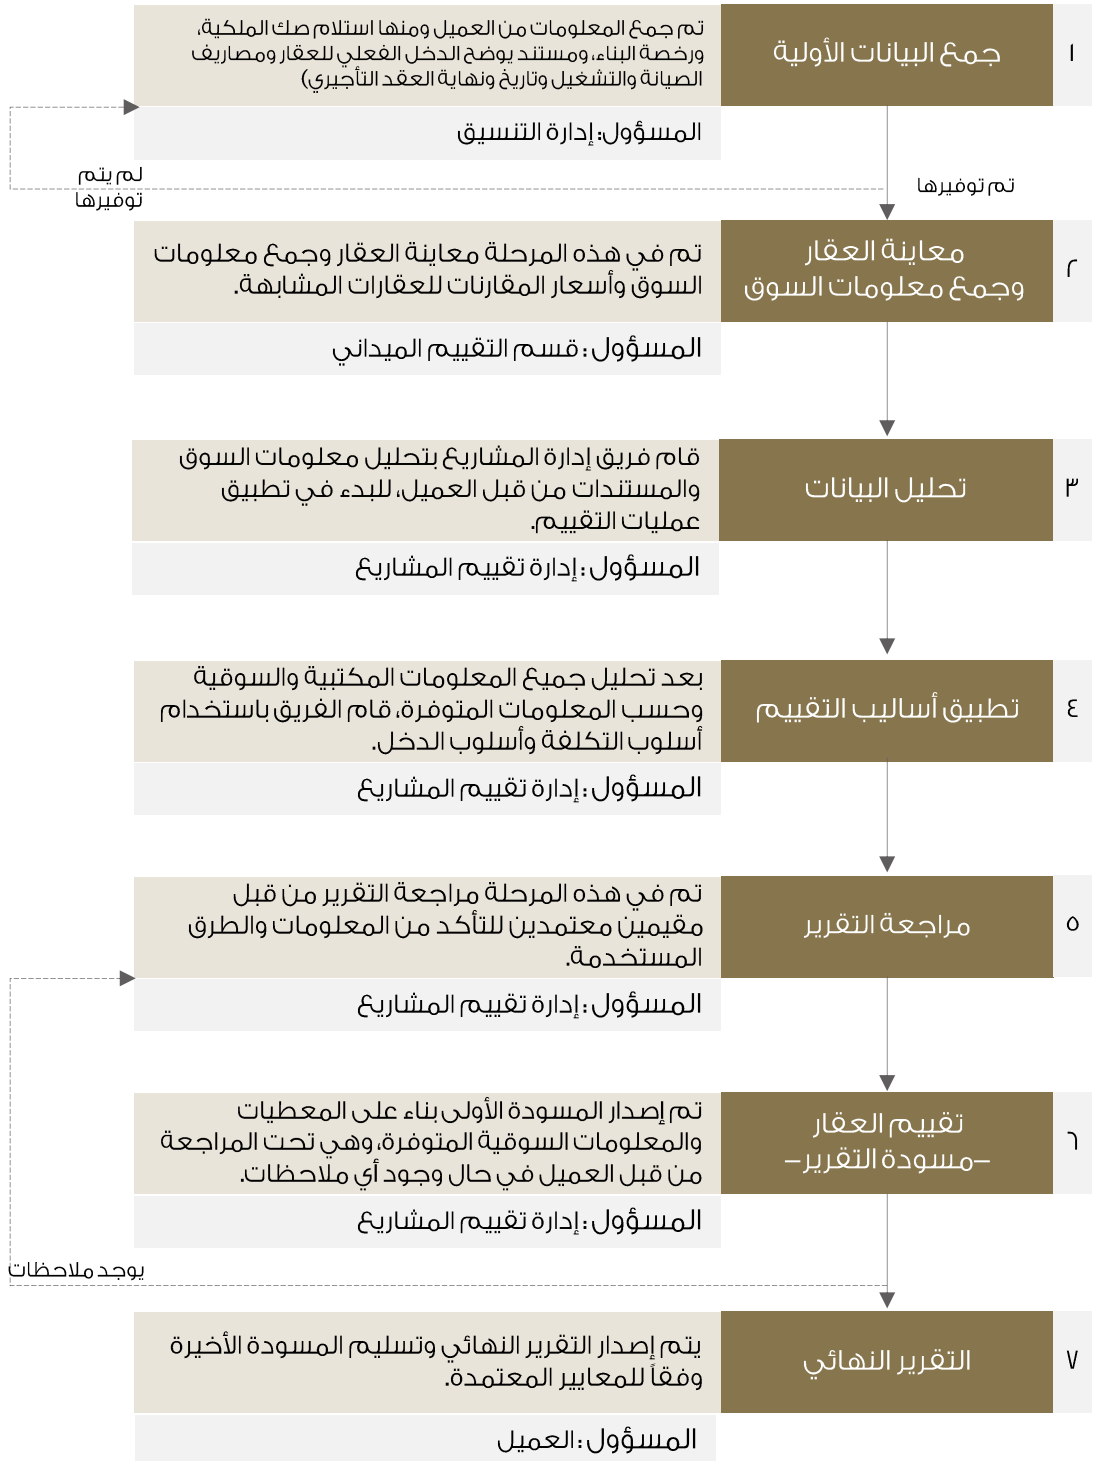 ١
جمع البيانات الأولية
تم جمع المعلومات من العميل ومنها استلام صك الملكية،
ورخصة البناء، ومستند يوضح الدخل الفعلي للعقار ومصاريف
الصيانة والتشغيل وتاريخ ونهاية العقد التأجيري)
المسؤول: إدارة التنسيق
تم توفيرها
لم يتم
توفيرها
٢
معاينة العقار
وجمع معلومات السوق
تم في هذه المرحلة معاينة العقار وجمع معلومات
السوق وأسعار المقارنات للعقارات المشابهة.
المسؤول : قسم التقييم الميداني
٣
تحليل البيانات
قام فريق إدارة المشاريع بتحليل معلومات السوق
والمستندات من قبل العميل، للبدء في تطبيق
عمليات التقييم.
المسؤول : إدارة تقييم المشاريع
٤
تطبيق أساليب التقييم
بعد تحليل جميع المعلومات المكتبية والسوقية
وحسب المعلومات المتوفرة، قام الفريق باستخدام
أسلوب التكلفة وأسلوب الدخل.
المسؤول : إدارة تقييم المشاريع
٥
مراجعة التقرير
تم في هذه المرحلة مراجعة التقرير من قبل
مقيمين معتمدين للتأكد من المعلومات والطرق
المستخدمة.
المسؤول : إدارة تقييم المشاريع
٦
تقييم العقار
–مسودة التقرير–
تم إصدار المسودة الأولى بناء على المعطيات
والمعلومات السوقية المتوفرة، وهي تحت المراجعة
من قبل العميل في حال وجود أي ملاحظات.
المسؤول : إدارة تقييم المشاريع
يوجد ملاحظات
٧
التقرير النهائي
يتم إصدار التقرير النهائي وتسليم المسودة الأخيرة
وفقاً للمعايير المعتمدة.
المسؤول : العميل